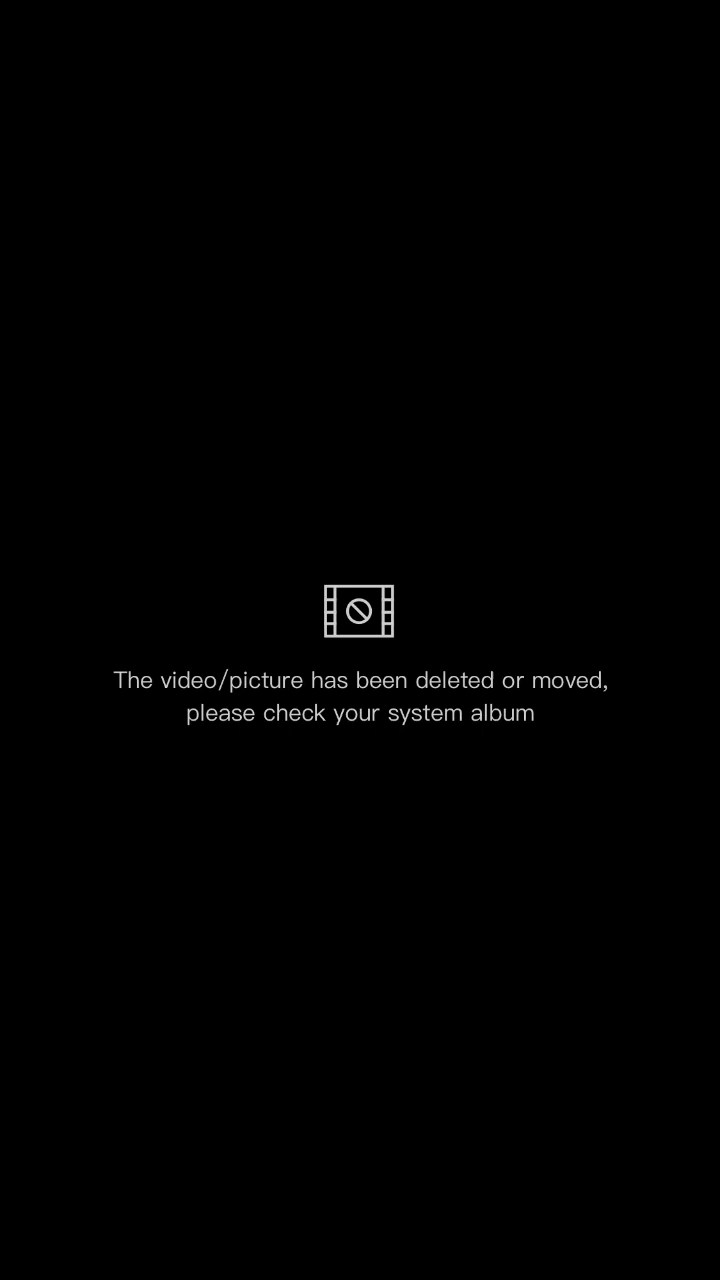 The video/picture has been deleted or moved,
please check your system album